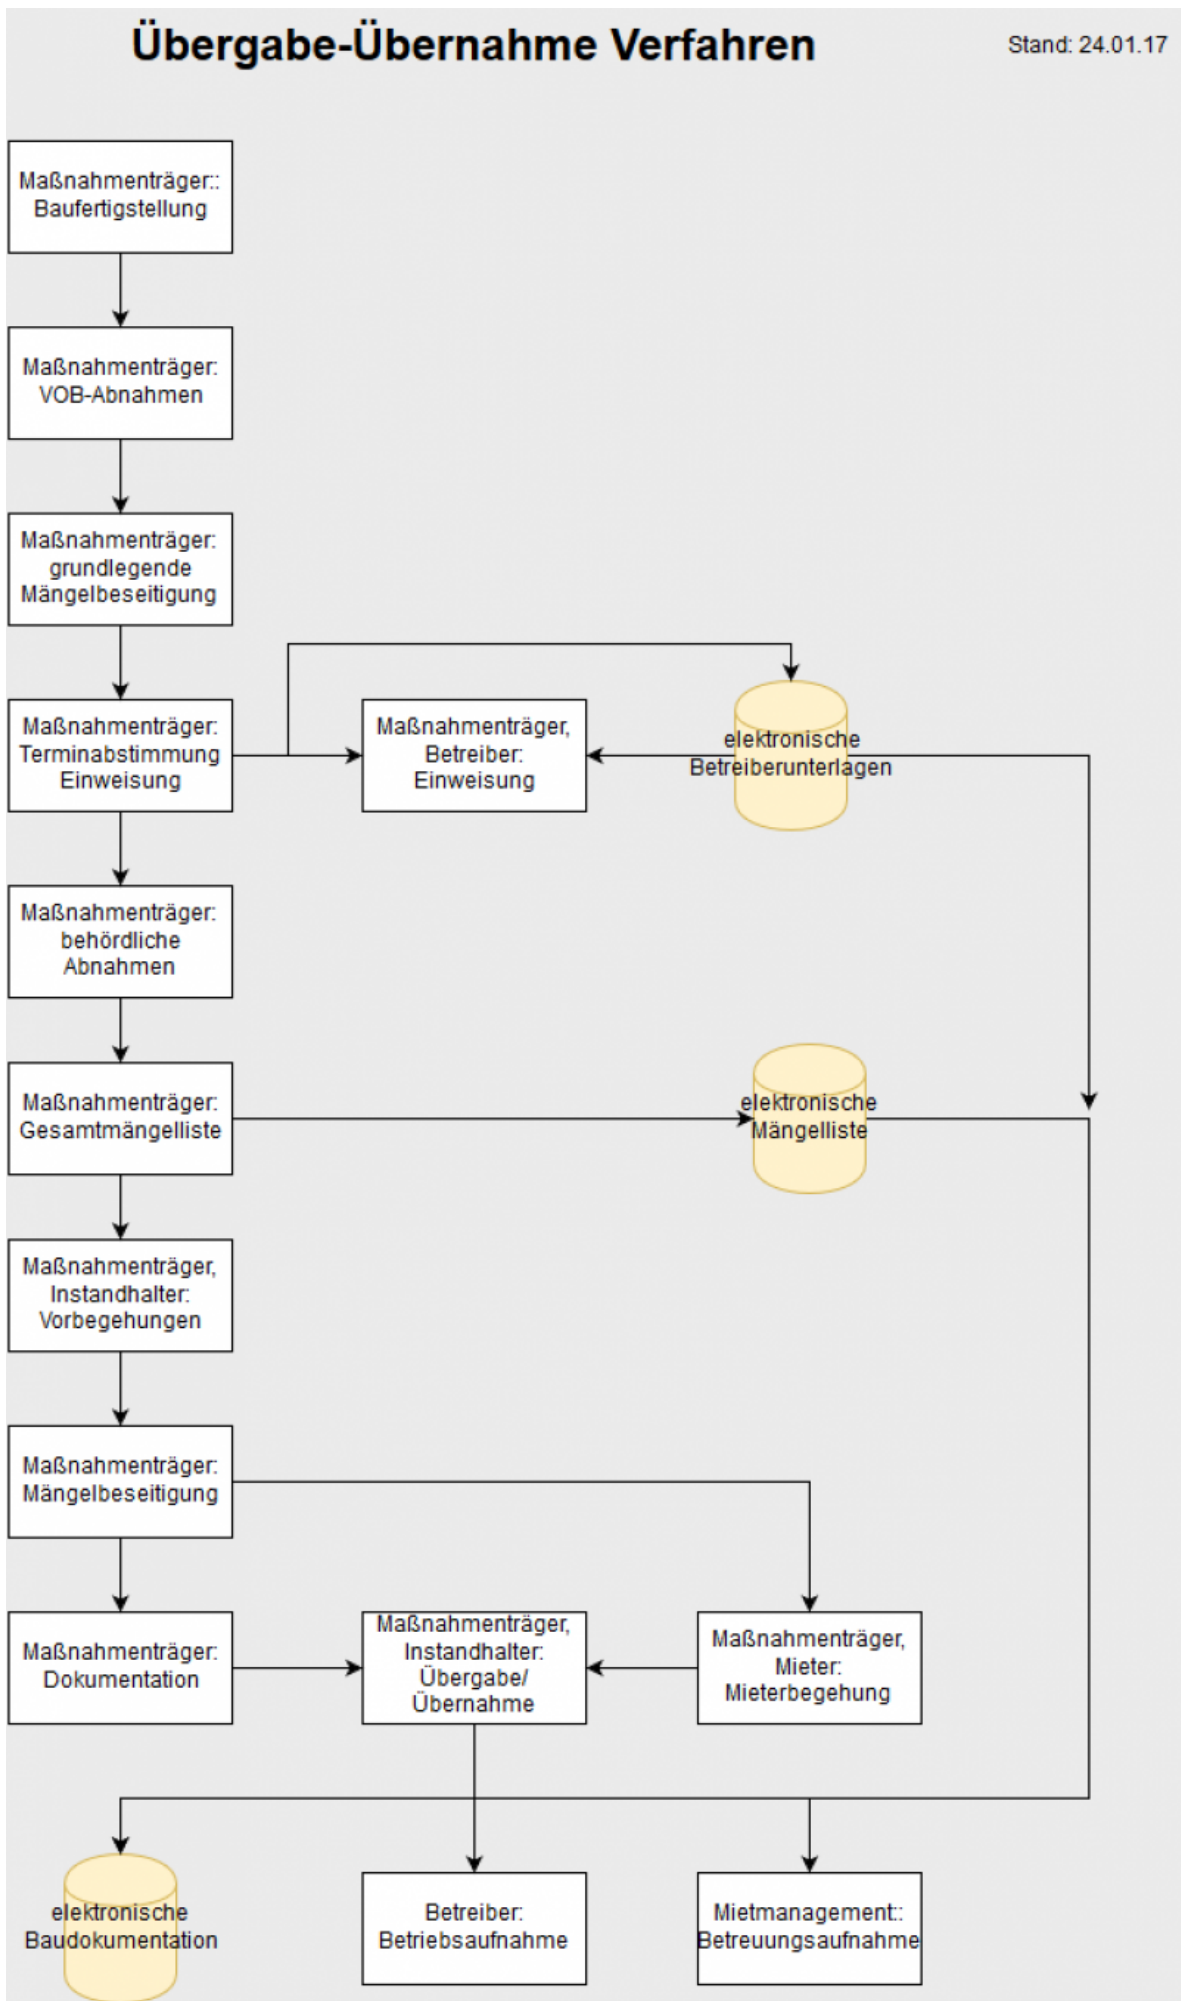 Übergabe-Übernahme Verfahren
Stand: 24.01.17
Maßnahmenträger::
Baufertigstellung
Maßnahmenträger:
VOB-Abnahmen
Maßnahmenträger:
grundlegende
Mängelbeseitigung
Maßnahmenträger:
Terminabstimmung
Einweisung
Maßnahmenträger,
Betreiber:
Einweisung
elektronische
Betreiberunterlagen
Maßnahmenträger:
behördliche
Abnahmen
Maßnahmenträger:
Gesamtmängelliste
elektronische
Mängelliste
Maßnahmenträger,
Instandhalter:
Vorbegehungen
Maßnahmenträger:
Mängelbeseitigung
Maßnahmenträger:
Dokumentation
Maßnahmenträger,
Instandhalter:
Übergabe/
Übernahme
Maßnahmenträger,
Mieter:
Mieterbegehung
elektronische
Baudokumentation
Betreiber:
Betriebsaufnahme
Mietmanagement::
Betreuungsaufnahme